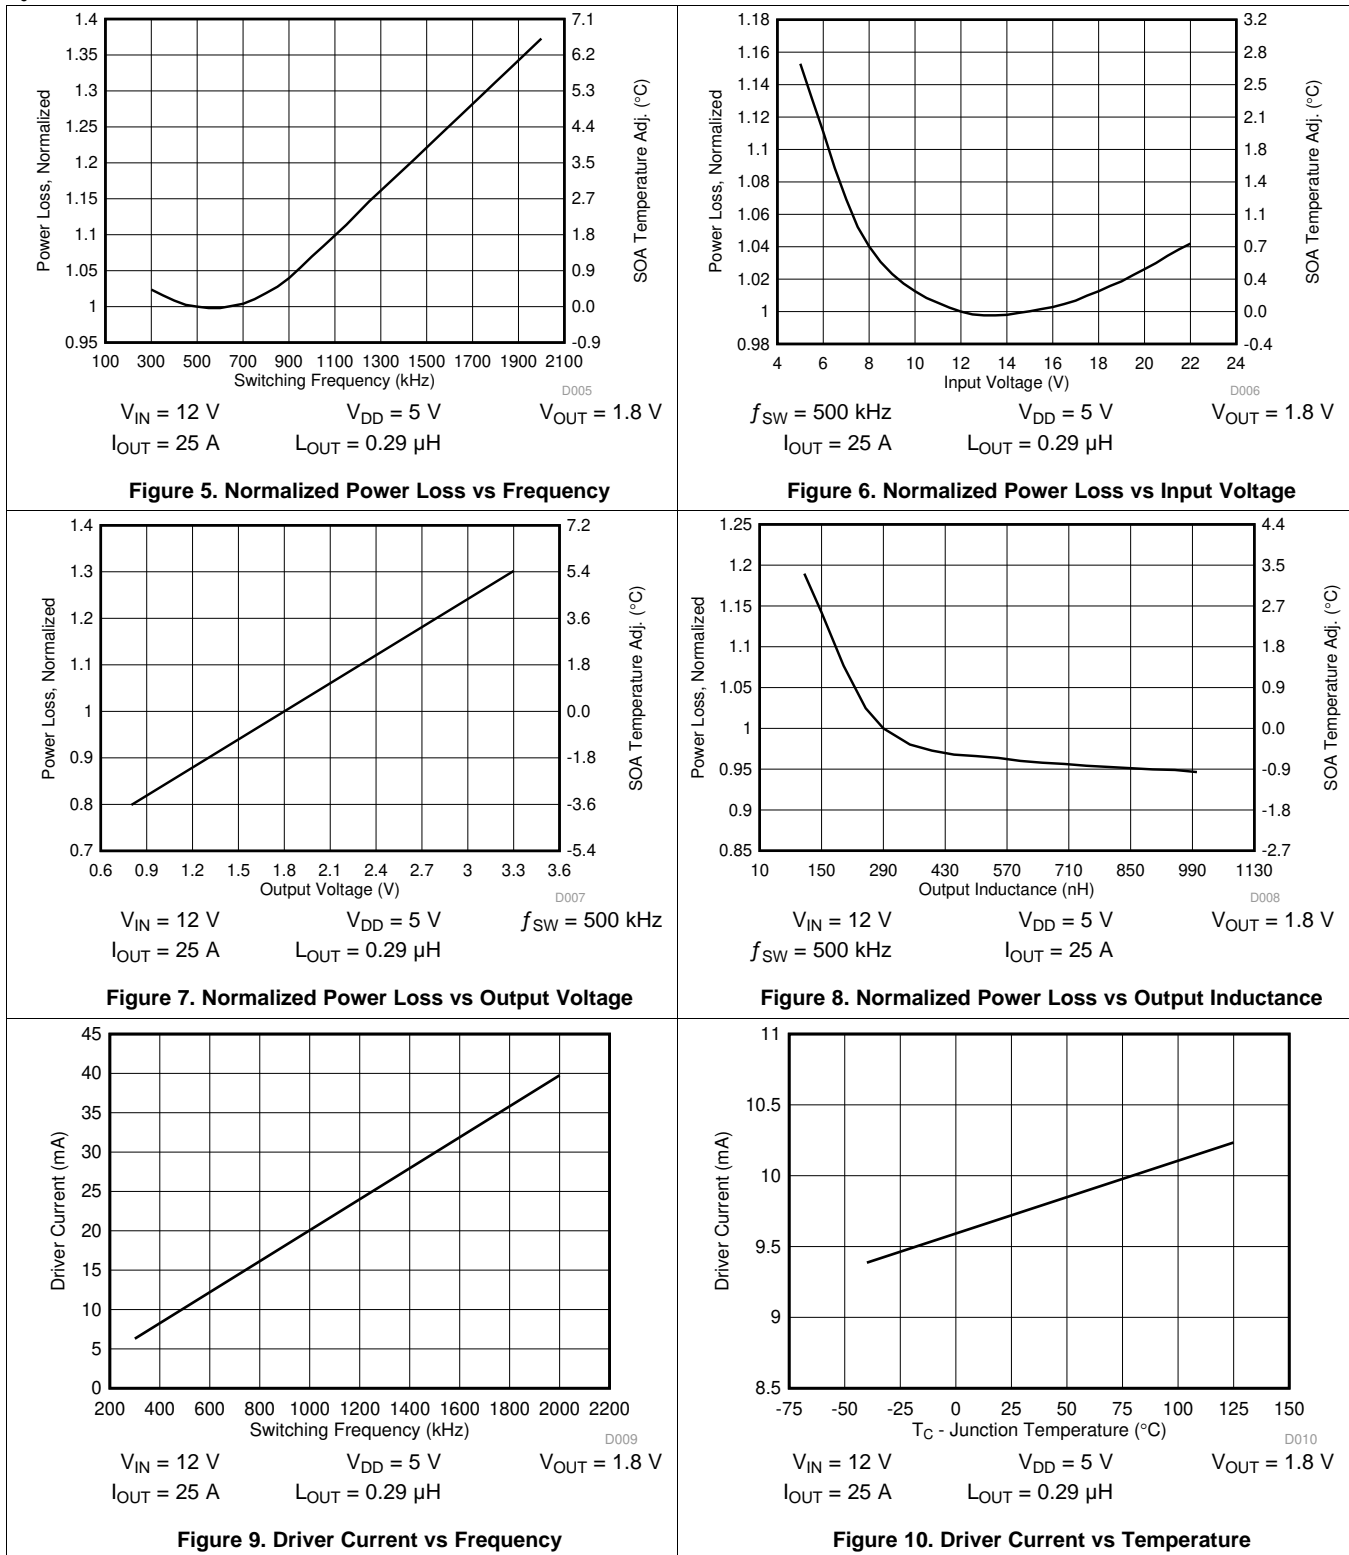 1.4
1.35
1.3
1.25
1.2
1.15
1.1
1.05
1
0.95
Power Loss, Normalized
7.1
6.2
5.3
4.4
3.5
2.7
1.8
0.9
0.0
-0.9
SOA Temperature Adj. (°C)
100 300 500 700 900 1100 1300 1500 1700 1900 2100
Switching Frequency (kHz)
D005
VIN = 12 V VDD = 5 V VOUT = 1.8 V
IOUT = 25 A LOUT = 0.29 µH
Figure 5. Normalized Power Loss vs Frequency
1.18
1.16
1.14
1.12
1.1
1.08
1.06
1.04
1.02
1
0.98
Power Loss, Normalized
3.2
2.8
2.5
2.1
1.8
1.4
1.1
0.7
0.4
0.0
-0.4
SOA Temperature Adj. (°C)
4 6 8 10 12 14 16 18 20 22 24
Input Voltage (V)
D006
ƒSW = 500 kHz VDD = 5 V VOUT = 1.8 V
IOUT = 25 A LOUT = 0.29 µH
Figure 6. Normalized Power Loss vs Input Voltage
1.4
1.3
1.2
1.1
1
0.9
0.8
0.7
Power Loss, Normalized
7.2
5.4
3.6
1.8
0.0
-1.8
-3.6
-5.4
SOA Temperature Adj. (°C)
0.6 0.9 1.2 1.5 1.8 2.1 2.4 2.7 3 3.3 3.6
Output Voltage (V)
D007
VIN = 12 V VDD = 5 V ƒSW = 500 kHz
IOUT = 25 A LOUT = 0.29 µH
Figure 7. Normalized Power Loss vs Output Voltage
1.25
1.2
1.15
1.1
1.05
1
0.95
0.9
0.85
Power Loss, Normalized
4.4
3.5
2.7
1.8
0.9
0.0
-0.9
-1.8
-2.7
SOA Temperature Adj. (°C)
10 150 290 430 570 710 850 990 1130
Output Inductance (nH)
D008
VIN = 12 V VDD = 5 V VOUT = 1.8 V
ƒSW = 500 kHz IOUT = 25 A
Figure 8. Normalized Power Loss vs Output Inductance
45
40
35
30
25
20
15
10
5
0
Driver Current (mA)
200 400 600 800 1000 1200 1400 1600 1800 2000 2200
Switching Frequency (kHz)
D009
VIN = 12 V VDD = 5 V VOUT = 1.8 V
IOUT = 25 A LOUT = 0.29 µH
Figure 9. Driver Current vs Frequency
11
10.5
10
9.5
9
8.5
Driver Current (mA)
-75 -50 -25 0 25 50 75 100 125 150
TC - Junction Temperature (°C)
D010
VIN = 12 V VDD = 5 V VOUT = 1.8 V
IOUT = 25 A LOUT = 0.29 µH
Figure 10. Driver Current vs Temperature